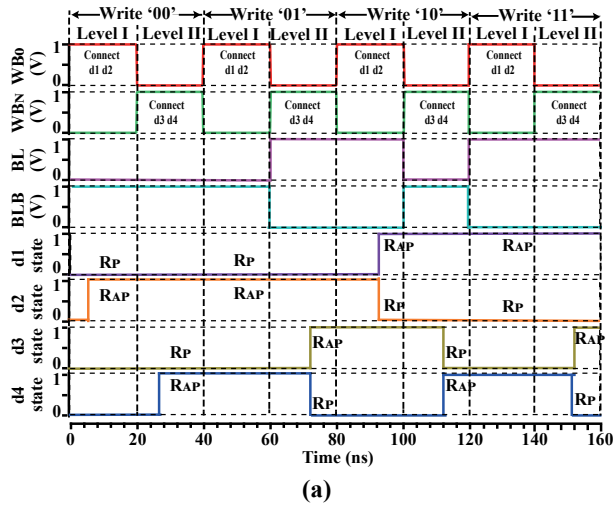 Write ‘00’ Write ‘01’ Write ‘10’ Write ‘11’
Level I Level II Level I Level II Level I Level II Level I Level II
WB0 (V)
1
0
Connect d1 d2
Connect d1 d2
Connect d1 d2
Connect d1 d2
WBN (V)
1
0
Connect d3 d4
Connect d3 d4
Connect d3 d4
Connect d3 d4
BL (V)
1
0
BLB (V)
1
0
d1 state
1
0
RP RP RAP RAP
d2 state
1
0
RAP RAP RP RP
d3 state
1
0
RP RAP RP RAP
d4 state
1
0
RAP RP RAP RP
0 20 40 60 80 100 120 140 160
Time (ns)
(a)